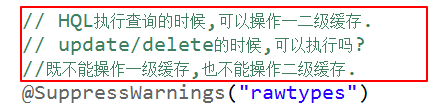 // HQL执行查询的时候,可以操作一二级缓存.
// update/delete的时候,可以执行吗?
//既不能操作一级缓存,也不能操作二级缓存.
@SuppressWarnings("rawtypes")